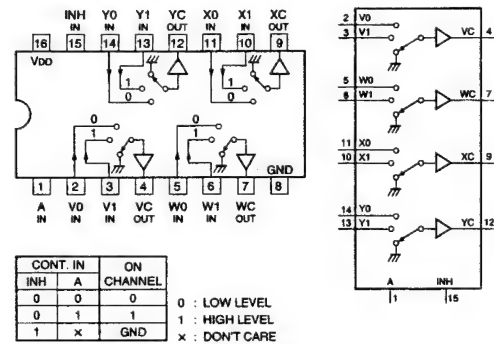 INH Y0 Y1 YC X0 X1 XC
IN IN IN OUT IN IN OUT
16 15 14 13 12 11 10 9
VDD
1 1
0 0
0 0
1 1
GND
1 2 3 4 5 6 7 8
A V0 V1 VC W0 W1 WC
IN IN IN OUT IN IN OUT
2 V0
3 V1
VC 4
5 W0
6 W1
WC 7
11 X0
10 X1
XC 9
14 Y0
13 Y1
YC 12
A INH
1 15
CONT. IN ON
INH A CHANNEL
0 0 0
0 1 1
1 × GND
0 : LOW LEVEL
1 : HIGH LEVEL
× : DON'T CARE